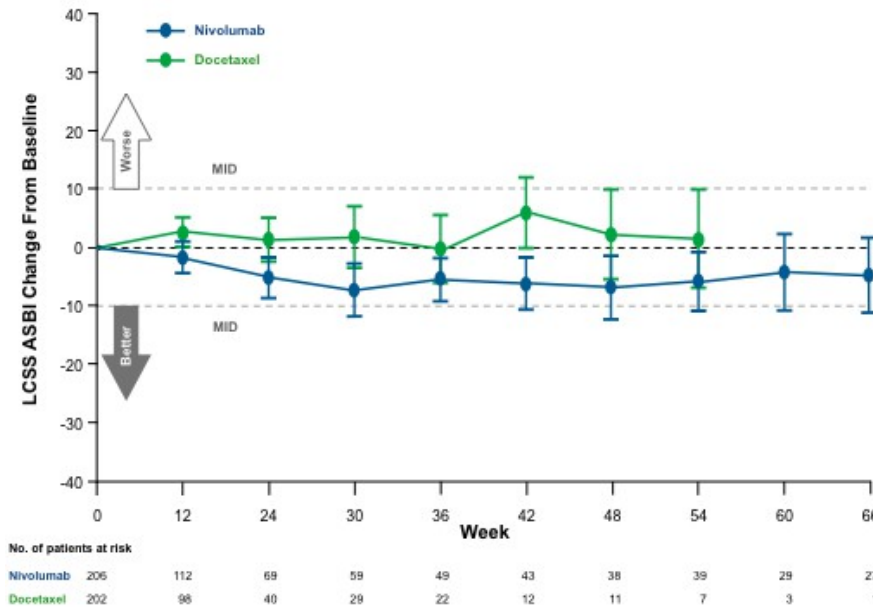 Nivolumab
Docetaxel
LCSS ASBI Change From Baseline
40
30
20
10
0
-10
-20
-30
-40
Worse
MID
MID
Better
0 12 24 30 36 42 48 54 60
Week
No. of patients at risk
Nivolumab 206 112 69 59 49 43 38 39 29
Docetaxel 202 98 40 29 22 12 11 7 3